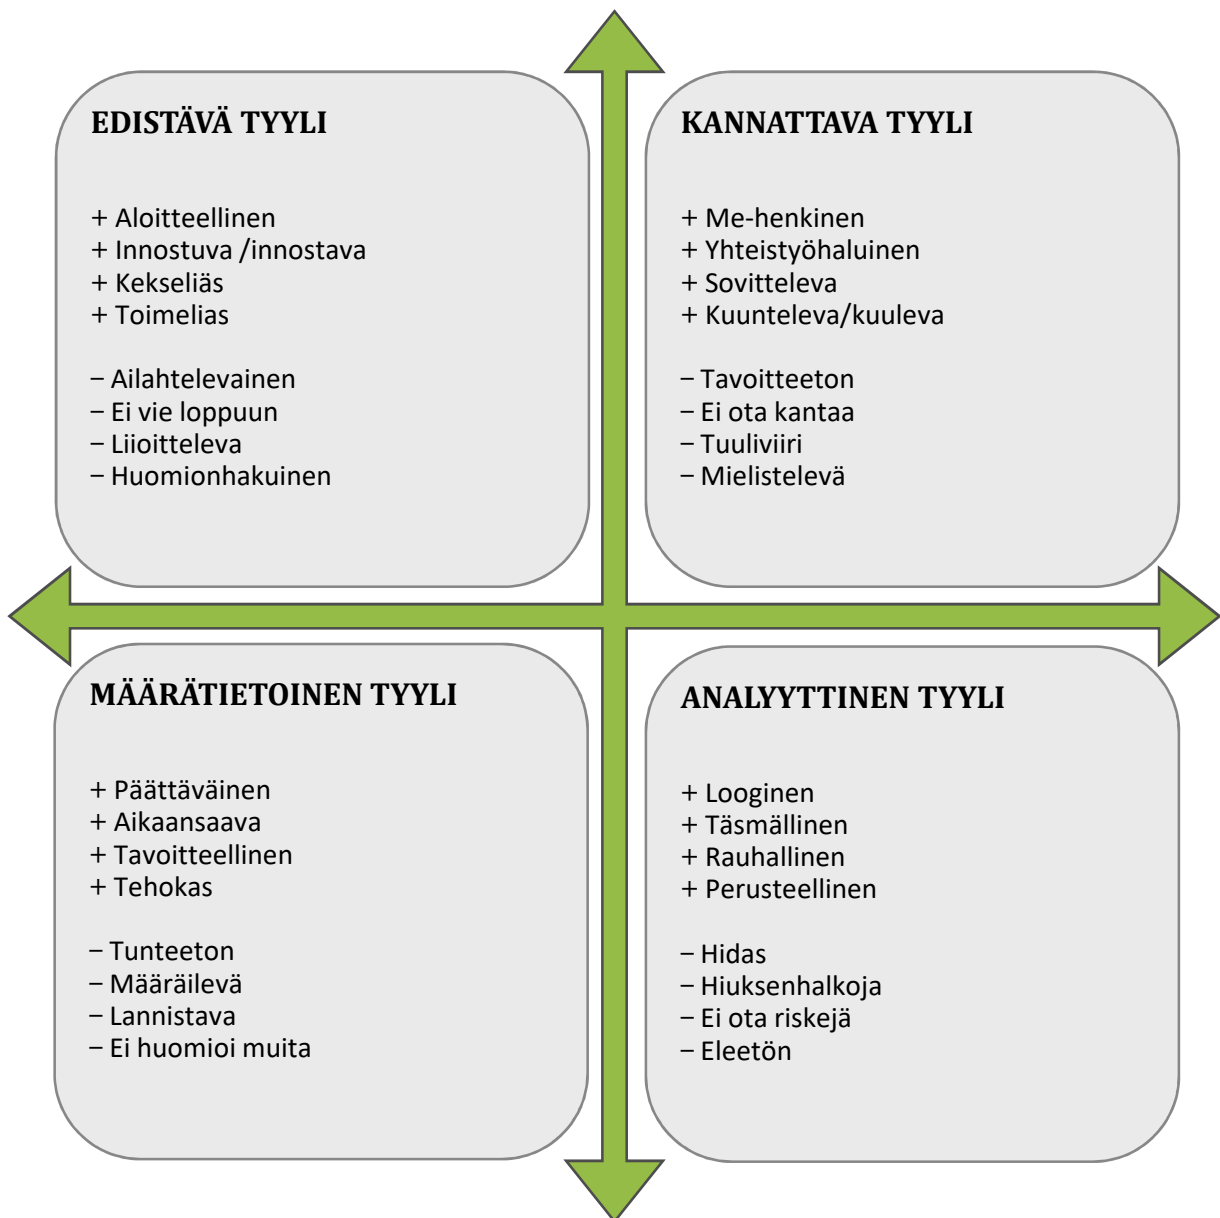 EDISTÄVÄ TYYLI
+ Aloitteellinen
+ Innostuva /innostava
+ Kekseliäs
+ Toimelias
– Ailahtelevainen
– Ei vie loppuun
– Liioitteleva
– Huomionhakuinen
KANNATTAVA TYYLI
+ Me-henkinen
+ Yhteistyöhaluinen
+ Sovitteleva
+ Kuunteleva/kuuleva
– Tavoitteeton
– Ei ota kantaa
– Tuuliviiri
– Mielistelevä
MÄÄRÄTIETOINEN TYYLI
+ Päättäväinen
+ Aikaansaava
+ Tavoitteellinen
+ Tehokas
– Tunteeton
– Määräilevä
– Lannistava
– Ei huomioi muita
ANALYYTTINEN TYYLI
+ Looginen
+ Täsmällinen
+ Rauhallinen
+ Perusteellinen
– Hidas
– Hiuksenhalkoja
– Ei ota riskejä
– Eleetön